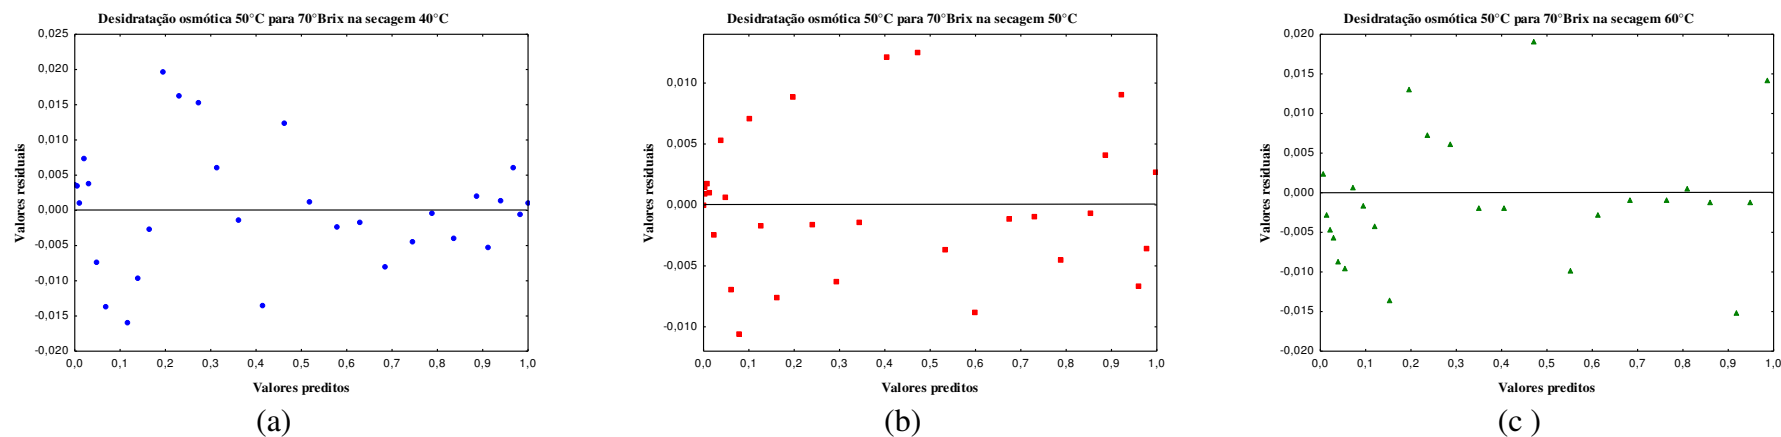 Desidratação osmótica 50°C para 70°Brix na secagem 40°C
0,025
0,020
0,015
0,010
0,005
0,000
-0,005
-0,010
-0,015
-0,020
Valores residuais
0,0 0,1 0,2 0,3 0,4 0,5 0,6 0,7 0,8 0,9 1,0
Valores preditos
(a)
Desidratação osmótica 50°C para 70°Brix na secagem 50°C
0,010
0,005
0,000
-0,005
-0,010
Valores residuais
0,0 0,1 0,2 0,3 0,4 0,5 0,6 0,7 0,8 0,9 1,0
Valores preditos
(b)
Desidratação osmótica 50°C para 70°Brix na secagem 60°C
0,020
0,015
0,010
0,005
0,000
-0,005
-0,010
-0,015
-0,020
Valores residuais
0,0 0,1 0,2 0,3 0,4 0,5 0,6 0,7 0,8 0,9 1,0
Valores preditos
(c )